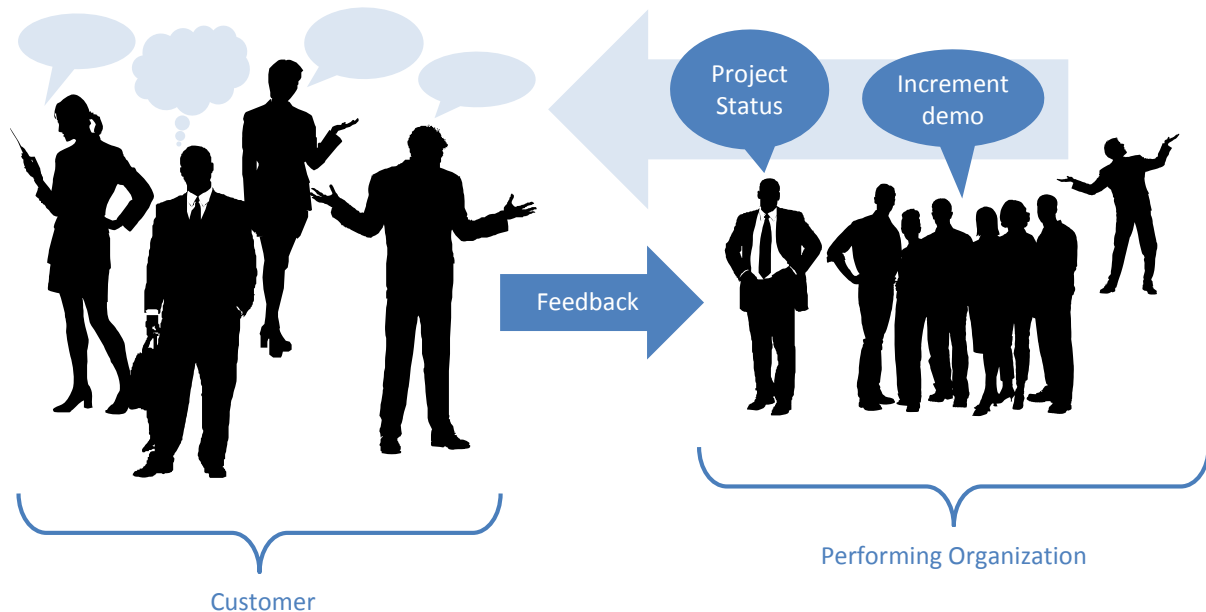 Project
Status
Increment
demo
Feedback
Customer
Performing Organization